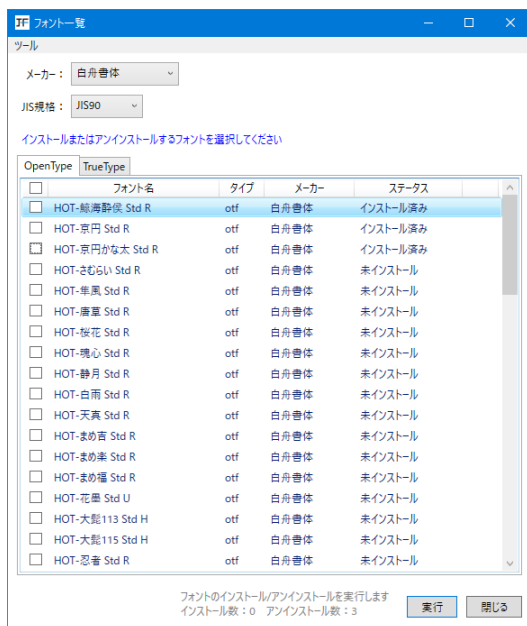 JF フォント一覧
ツール
メーカー： 白舟書体
JIS規格： JIS90
インストールまたはアンインストールするフォントを選択してください
OpenType TrueType
フォント名 タイプ メーカー ステータス
HOT-鯨海酔侯 Std R otf 白舟書体 インストール済み
HOT-京円 Std R otf 白舟書体 インストール済み
HOT-京円かな太 Std R otf 白舟書体 インストール済み
HOT-さむらい Std R otf 白舟書体 未インストール
HOT-隼風 Std R otf 白舟書体 未インストール
HOT-唐草 Std R otf 白舟書体 未インストール
HOT-桜花 Std R otf 白舟書体 未インストール
HOT-魂心 Std R otf 白舟書体 未インストール
HOT-静月 Std R otf 白舟書体 未インストール
HOT-白雨 Std R otf 白舟書体 未インストール
HOT-天真 Std R otf 白舟書体 未インストール
HOT-まめ吉 Std R otf 白舟書体 未インストール
HOT-まめ楽 Std R otf 白舟書体 未インストール
HOT-まめ福 Std R otf 白舟書体 未インストール
HOT-花墨 Std U otf 白舟書体 未インストール
HOT-大髭113 Std H otf 白舟書体 未インストール
HOT-大髭115 Std H otf 白舟書体 未インストール
HOT-忍者 Std R otf 白舟書体 未インストール
フォントのインストール/アンインストールを実行します
インストール数：0 アンインストール数：3
実行 閉じる